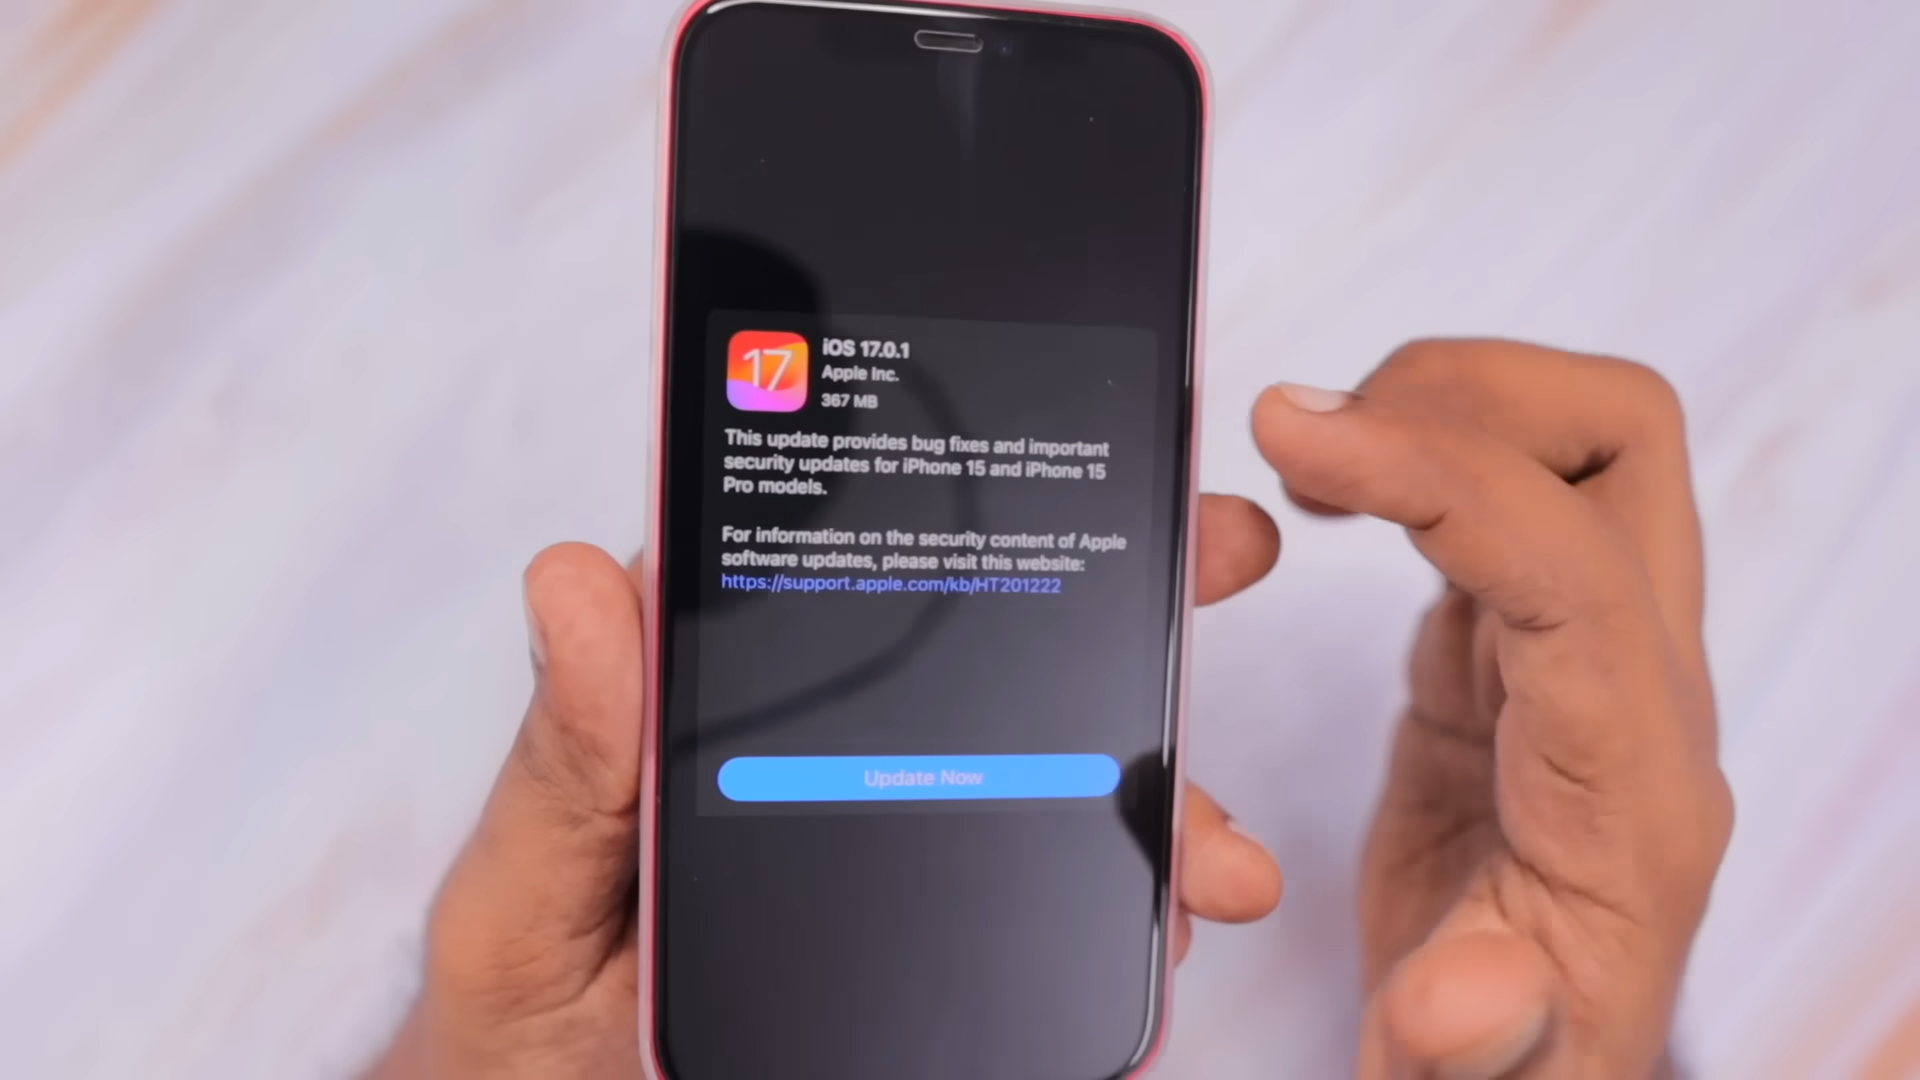 17
iOS 17.0.1
Apple Inc.
367 MB
This update provides bug fixes and important
security updates for iPhone 15 and iPhone 15
Pro models.
For information on the security content of Apple
software updates, please visit this website:
https://support.apple.com/kb/HT201222
Update Now